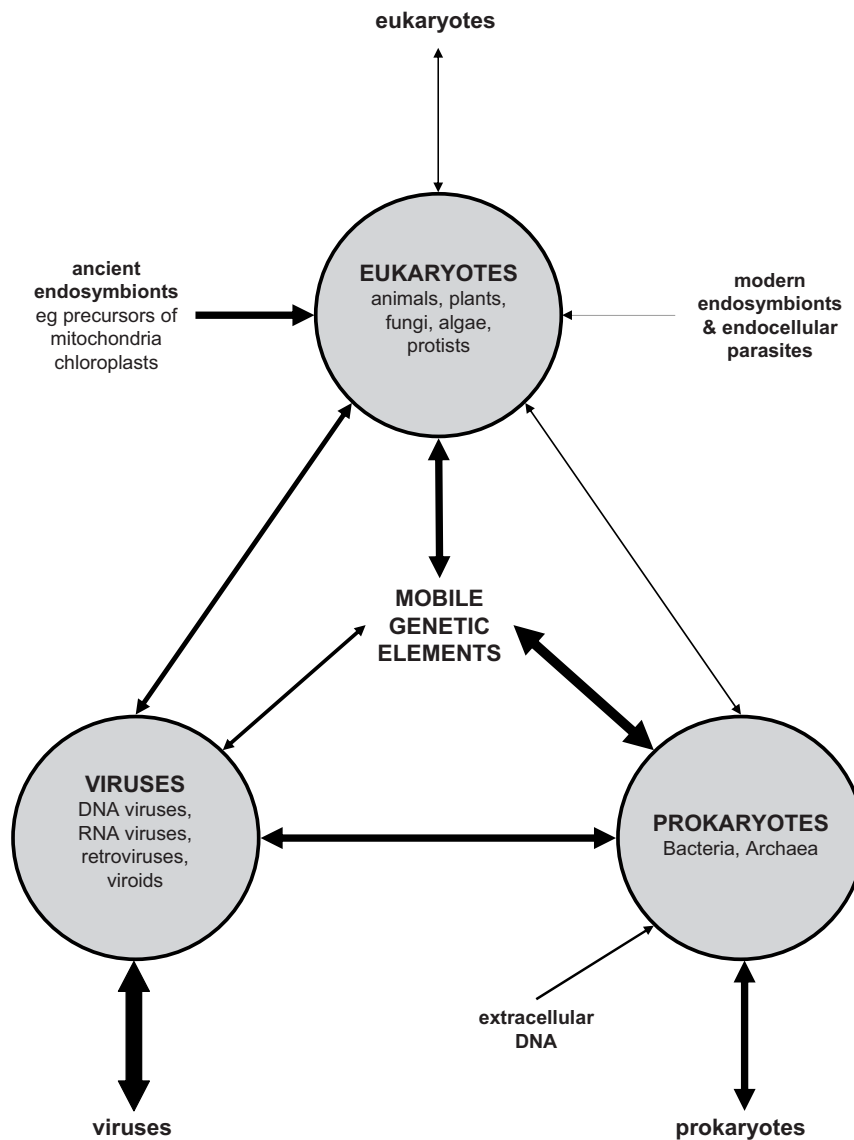 eukaryotes
EUKARYOTES
animals, plants,
fungi, algae,
protists
ancient
endosymbionts
eg precursors of
mitochondria
chloroplasts
modern
endosymbionts
& endocellular
parasites
MOBILE
GENETIC
ELEMENTS
VIRUSES
DNA viruses,
RNA viruses,
retroviruses,
viroids
PROKARYOTES
Bacteria, Archaea
extracellular
DNA
viruses
prokaryotes